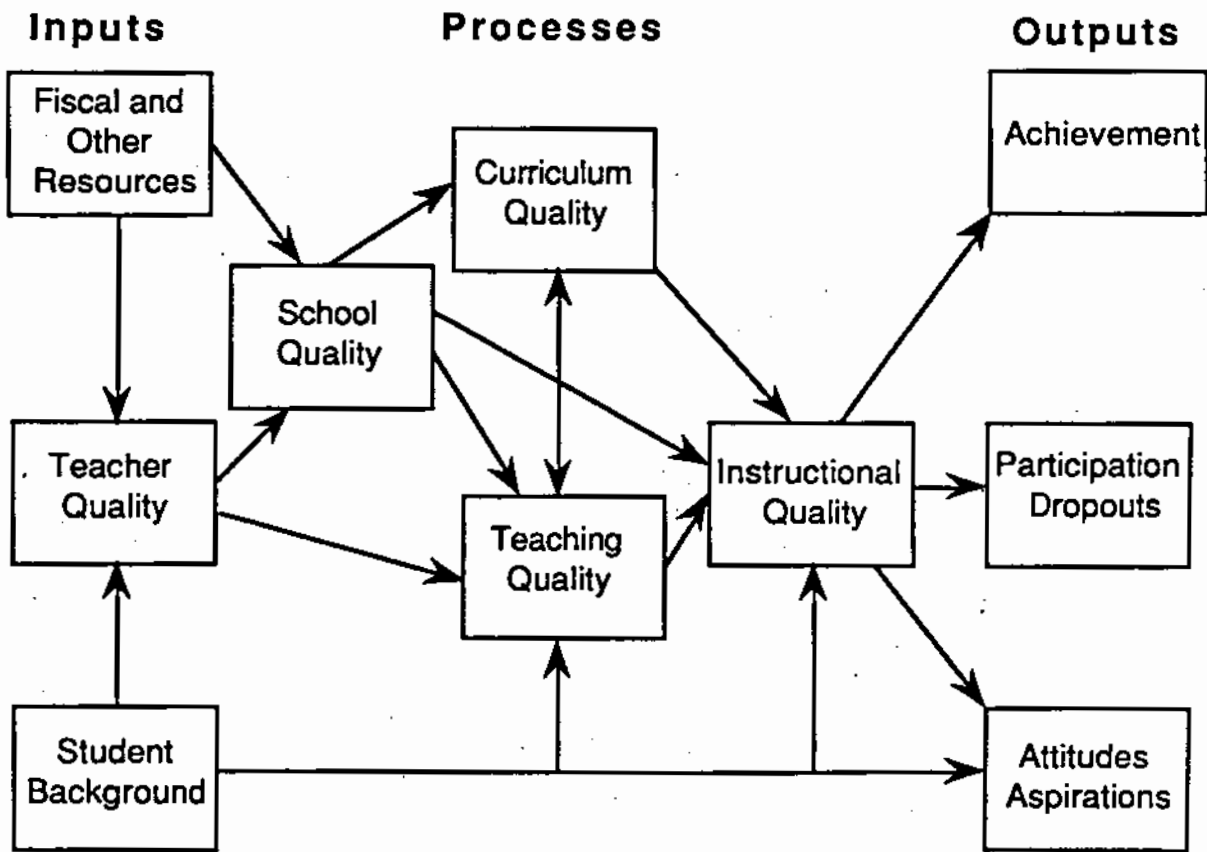 Inputs
Processes
Outputs
Fiscal and
Other
Resources
Achievement
Curriculum
Quality
School
Quality
Teacher
Quality
Instructional
Quality
Participation
Dropouts
Teaching
Quality
Student
Background
Attitudes
Aspirations